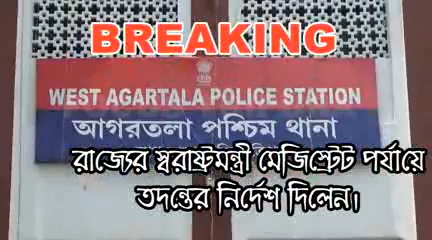 BREAKING
WEST AGARTALA POLICE STATION
আগরতলা পশ্চিম থানা
রাজ্যের স্বরাষ্ট্রমন্ত্রী মেজিস্ট্রেট পর্যায়ে
তদন্তের নির্দেশ দিলেন।